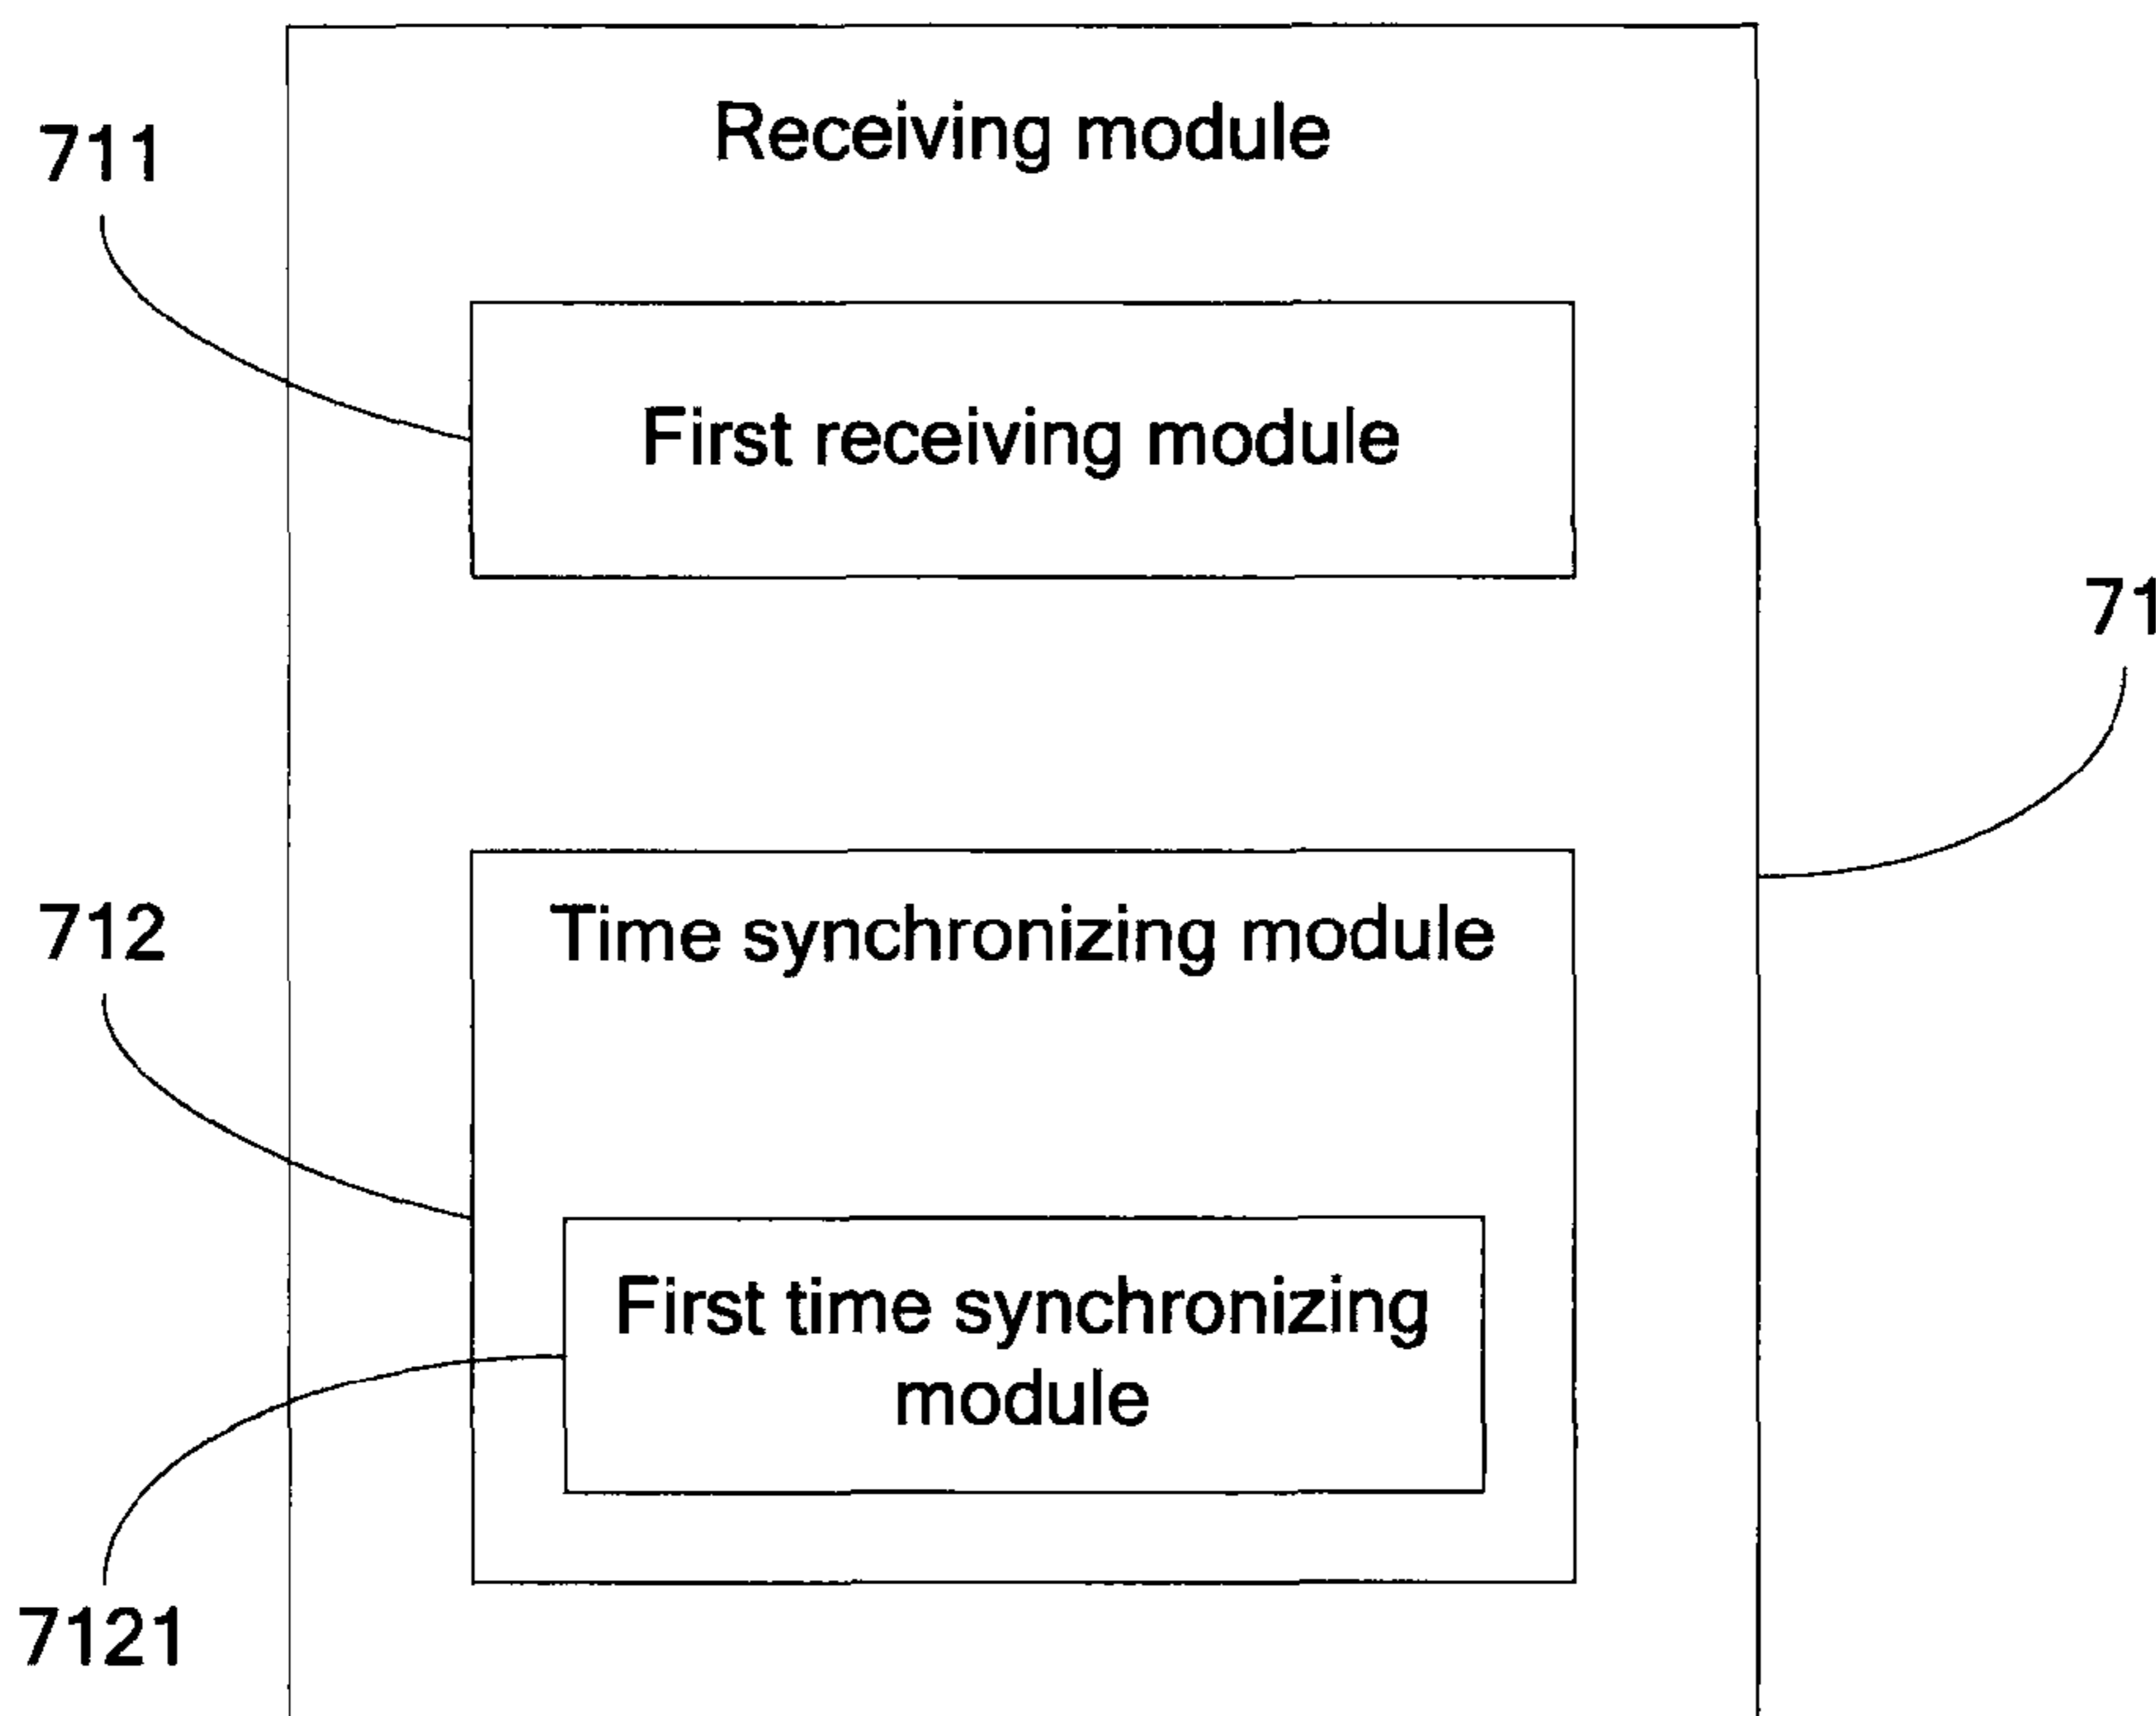 Receiving module
711
First receiving module
71
712
Time synchronizing module
First time synchronizing
module
7121